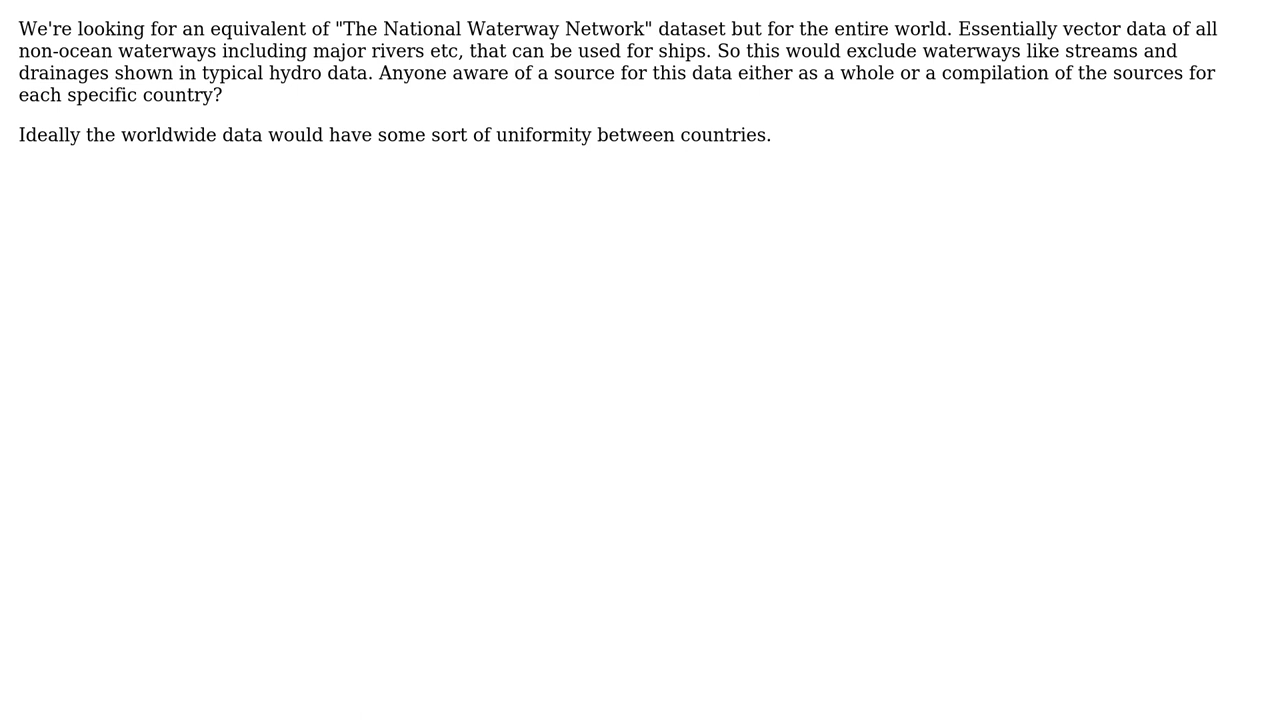 We're looking for an equivalent of "The National Waterway Network" dataset but for the entire world. Essentially vector data of all
non-ocean waterways including major rivers etc, that can be used for ships. So this would exclude waterways like streams and
drainages shown in typical hydro data. Anyone aware of a source for this data either as a whole or a compilation of the sources for
each specific country?
Ideally the worldwide data would have some sort of uniformity between countries.